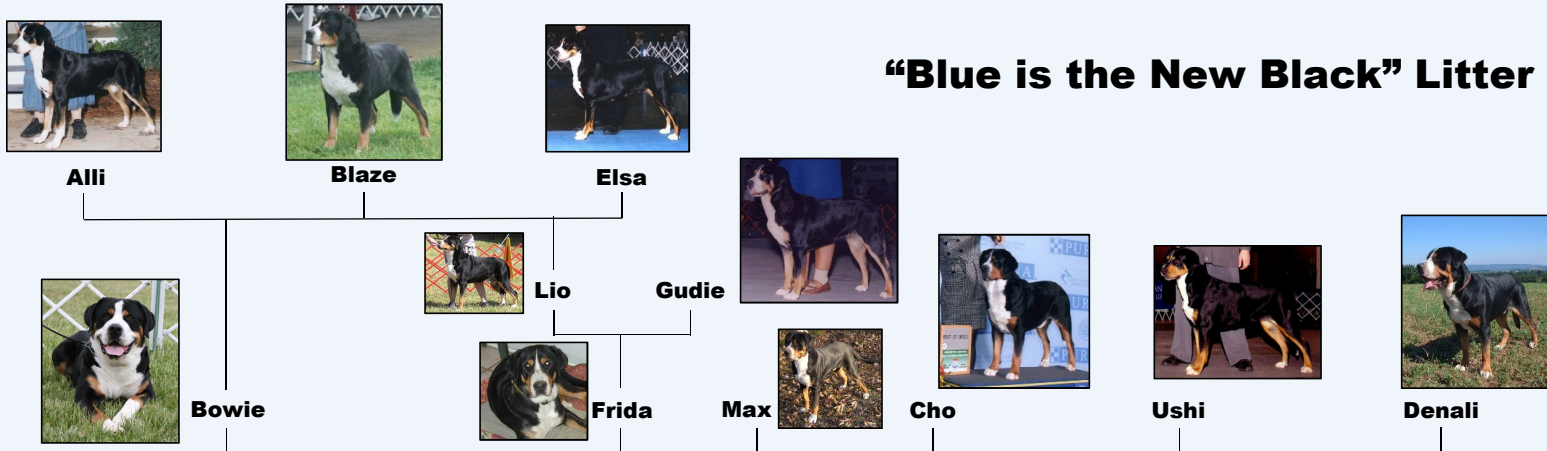 “Blue is the New Black” Litter
Alli
Blaze
Elsa
Lio
Gudie
Bowie
Frida
Max
Cho
Ushi
Denali